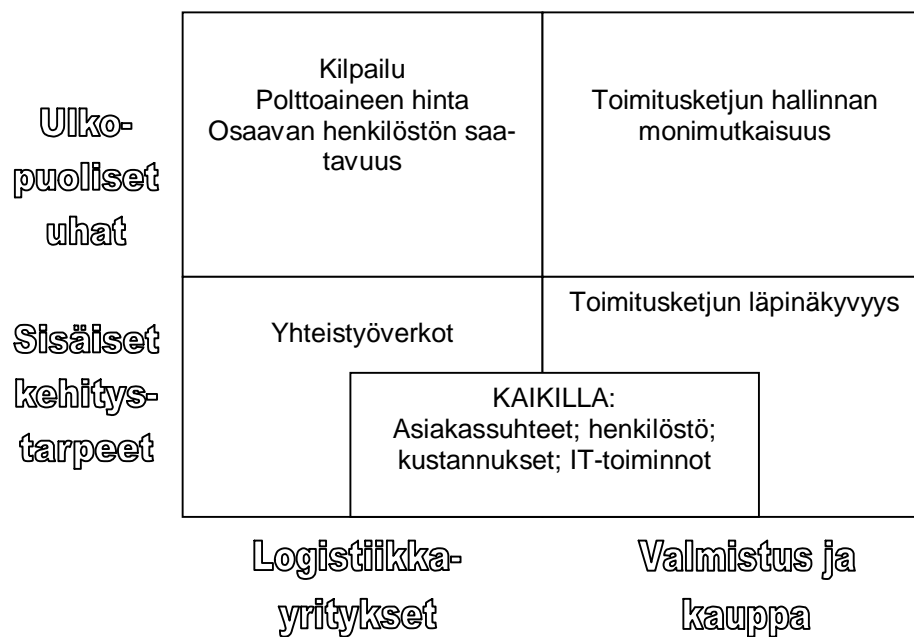 Ulko-
puoliset
uhat
Kilpailu
Polttoaineen hinta
Osaavan henkilöstön saa-
tavuus
Toimitusketjun hallinnan
monimutkaisuus
Sisäiset
kehitys-
tarpeet
Yhteistyöverkot
Toimitusketjun läpinäkyvyys
KAIKILLA:
Asiakassuhteet; henkilöstö;
kustannukset; IT-toiminnot
Logistiikka-
yritykset
Valmistus ja
kauppa